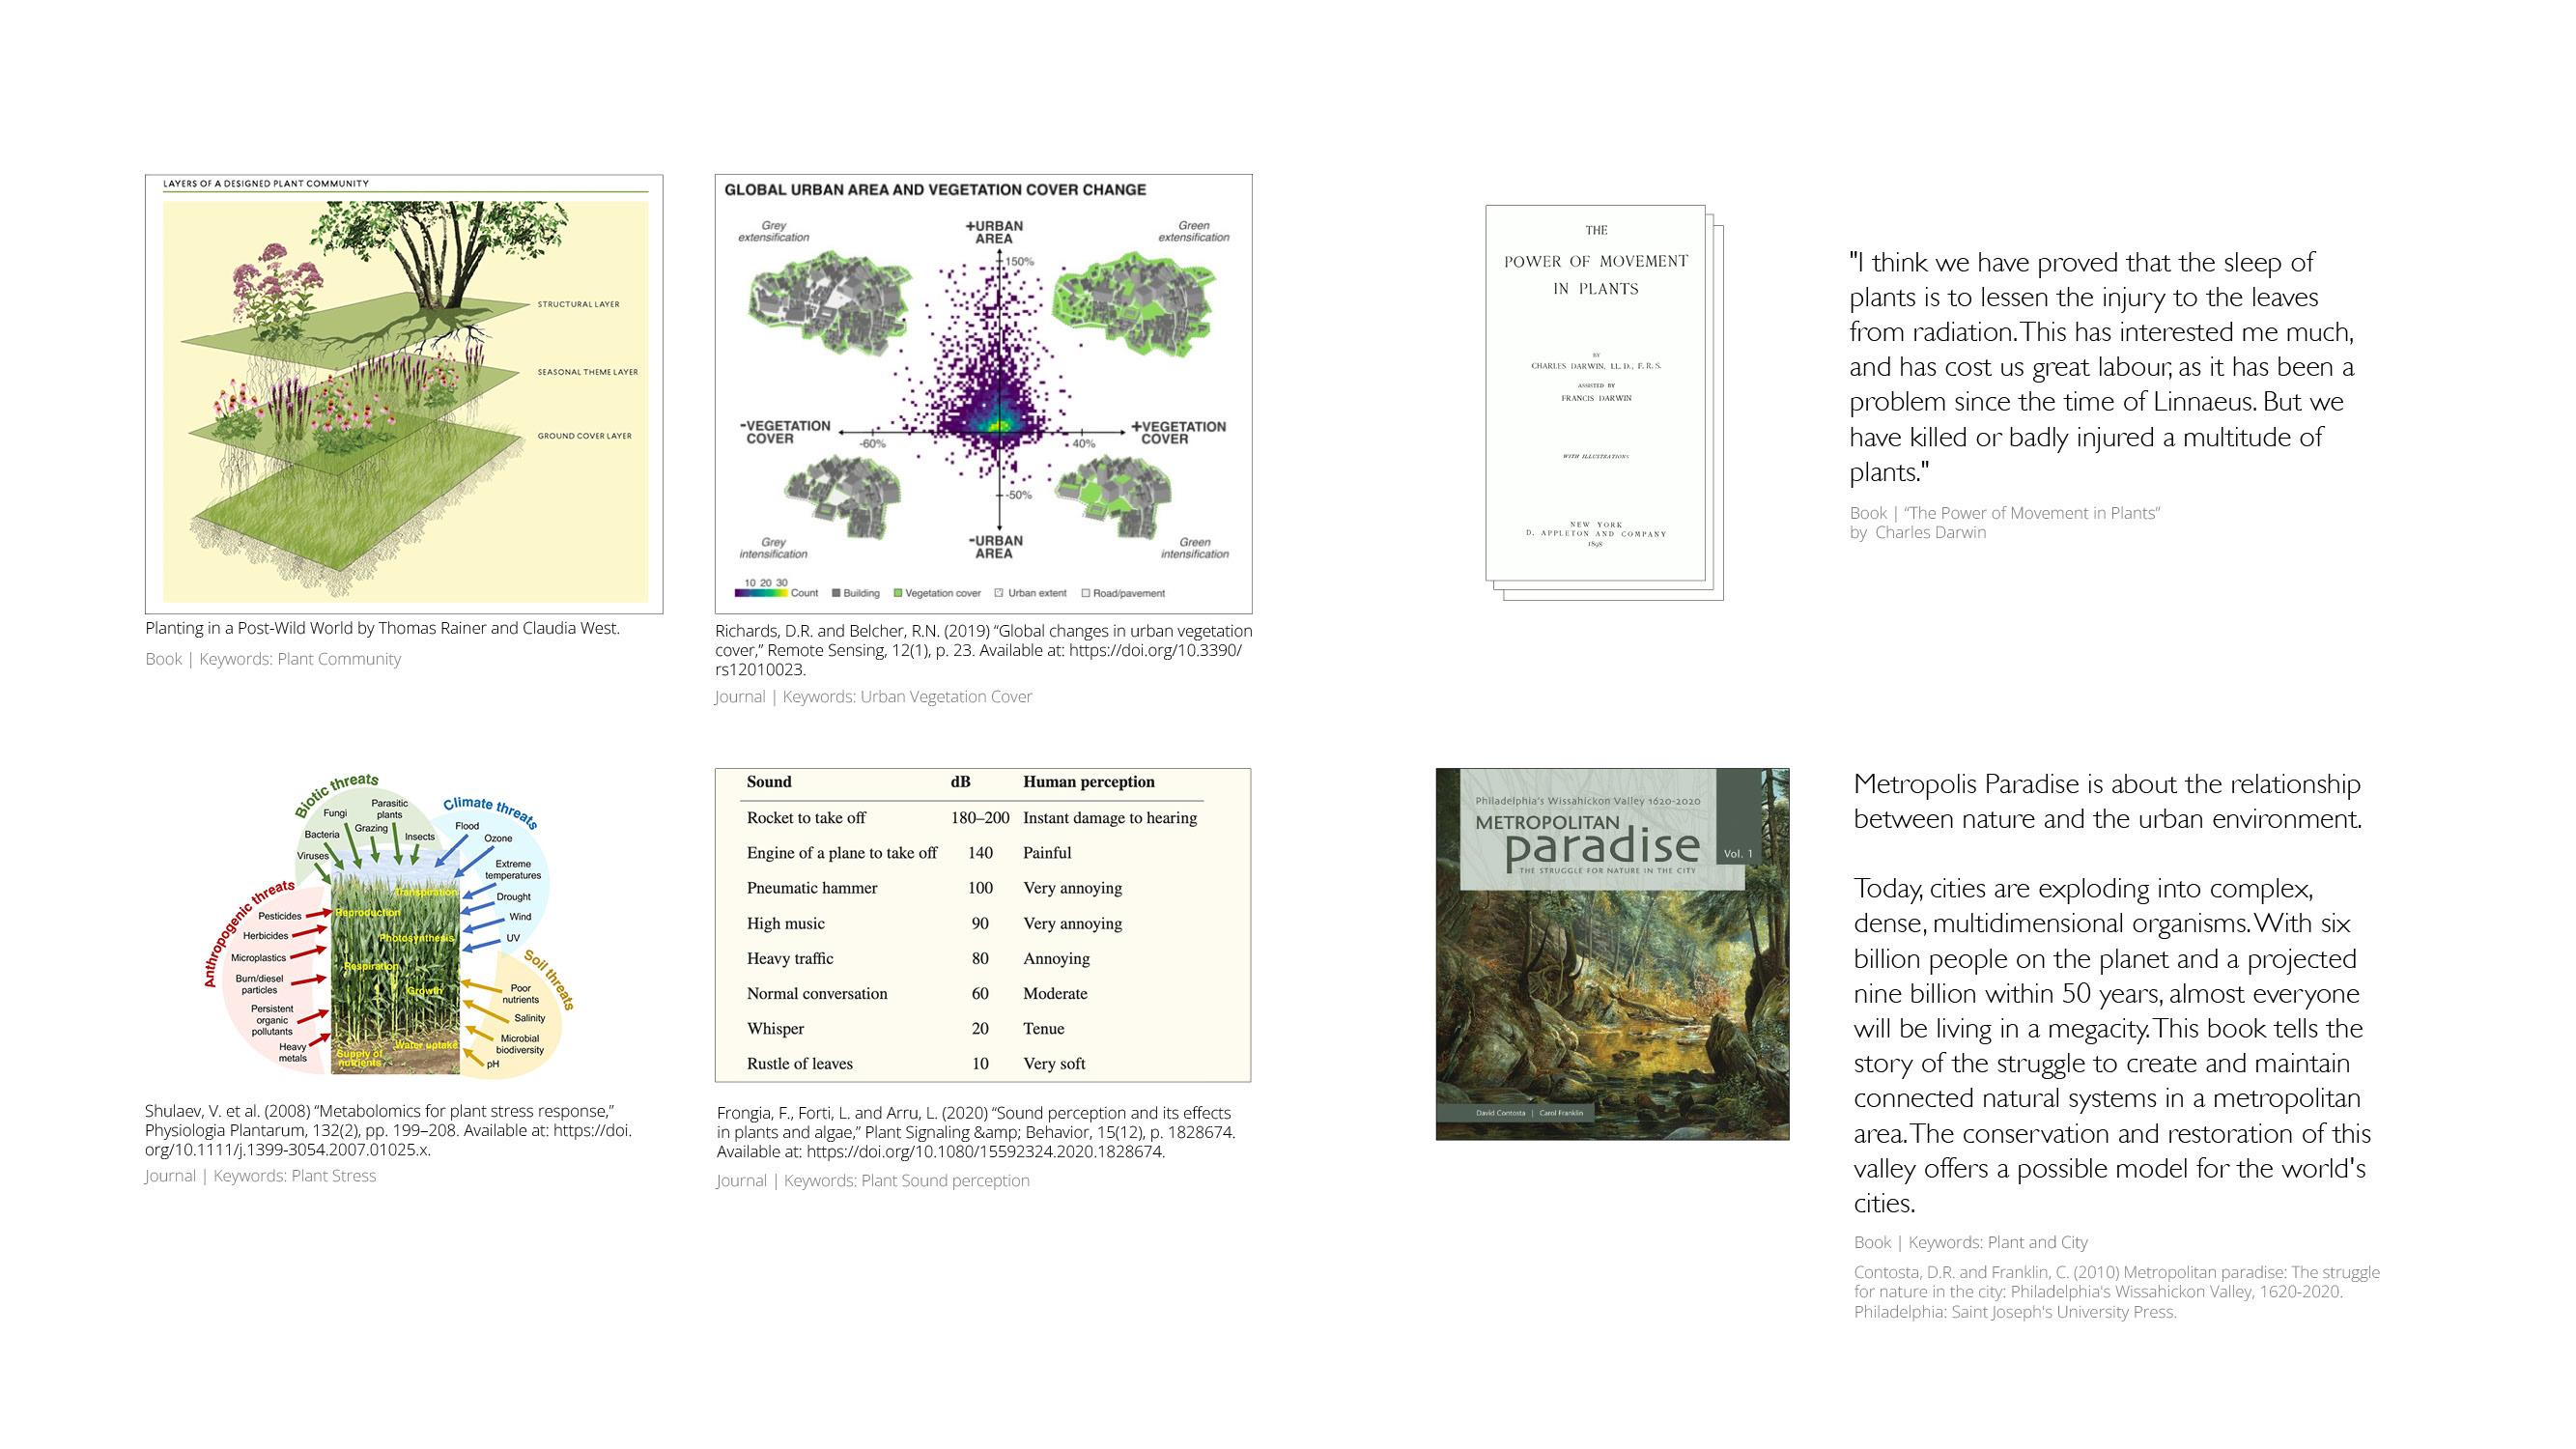 LAYERS OF A DESIGNED PLANT COMMUNITY
STRUCTURAL LAYER
SEASONAL THEME LAYER
GROUND COVER LAYER
Planting in a Post-Wild World by Thomas Rainer and Claudia West.
Book | Keywords: Plant Community
GLOBAL URBAN AREA AND VEGETATION COVER CHANGE
Grey
extensification
+URBAN
AREA
Green
extensification
150%
-VEGETATION
COVER
-60%
40%
+VEGETATION
COVER
-50%
Grey
intensification
-URBAN
AREA
Green
intensification
10 20 30
Count
Building
Vegetation cover
Urban extent
Road/pavement
Richards, D.R. and Belcher, R.N. (2019) “Global changes in urban vegetation
cover,” Remote Sensing, 12(1), p. 23. Available at: https://doi.org/10.3390/
rs12010023.
Journal | Keywords: Urban Vegetation Cover
THE
POWER OF MOVEMENT
IN PLANTS
BY
CHARLES DARWIN, LL.D., F.R.S.
ASSISTED BY
FRANCIS DARWIN
WITH ILLUSTRATIONS
NEW YORK
D. APPLETON AND COMPANY
1898
"I think we have proved that the sleep of
plants is to lessen the injury to the leaves
from radiation. This has interested me much,
and has cost us great labour, as it has been a
problem since the time of Linnaeus. But we
have killed or badly injured a multitude of
plants."
Book | “The Power of Movement in Plants”
by Charles Darwin
Biotic threats
Fungi
Parasitic
plants
Bacteria
Grazing
Insects
Viruses
Climate threats
Flood
Ozone
Extreme
temperatures
Drought
Wind
UV
Anthropogenic threats
Pesticides
Herbicides
Microplastics
Burn/diesel
particles
Persistent
organic
pollutants
Heavy
metals
Transpiration
Reproduction
Photosynthesis
Respiration
Growth
Water uptake
Supply of
nutrients
Soil threats
Poor
nutrients
Salinity
Microbial
biodiversity
pH
Shulaev, V. et al. (2008) “Metabolomics for plant stress response,”
Physiologia Plantarum, 132(2), pp. 199–208. Available at: https://doi.
org/10.1111/j.1399-3054.2007.01025.x.
Journal | Keywords: Plant Stress
Sound dB Human perception
Rocket to take off 180–200 Instant damage to hearing
Engine of a plane to take off 140 Painful
Pneumatic hammer 100 Very annoying
High music 90 Very annoying
Heavy traffic 80 Annoying
Normal conversation 60 Moderate
Whisper 20 Tenue
Rustle of leaves 10 Very soft
Frongia, F., Forti, L. and Arru, L. (2020) “Sound perception and its effects
in plants and algae,” Plant Signaling &amp; Behavior, 15(12), p. 1828674.
Available at: https://doi.org/10.1080/15592324.2020.1828674.
Journal | Keywords: Plant Sound perception
Philadelphia's Wissahickon Valley 1620-2020
METROPOLITAN
paradise
Vol. 1
THE STRUGGLE FOR NATURE IN THE CITY
David Contosta | Carol Franklin
Metropolis Paradise is about the relationship
between nature and the urban environment.
Today, cities are exploding into complex,
dense, multidimensional organisms. With six
billion people on the planet and a projected
nine billion within 50 years, almost everyone
will be living in a megacity. This book tells the
story of the struggle to create and maintain
connected natural systems in a metropolitan
area. The conservation and restoration of this
valley offers a possible model for the world's
cities.
Book | Keywords: Plant and City
Contosta, D.R. and Franklin, C. (2010) Metropolitan paradise: The struggle
for nature in the city: Philadelphia's Wissahickon Valley, 1620-2020.
Philadelphia: Saint Joseph's University Press.